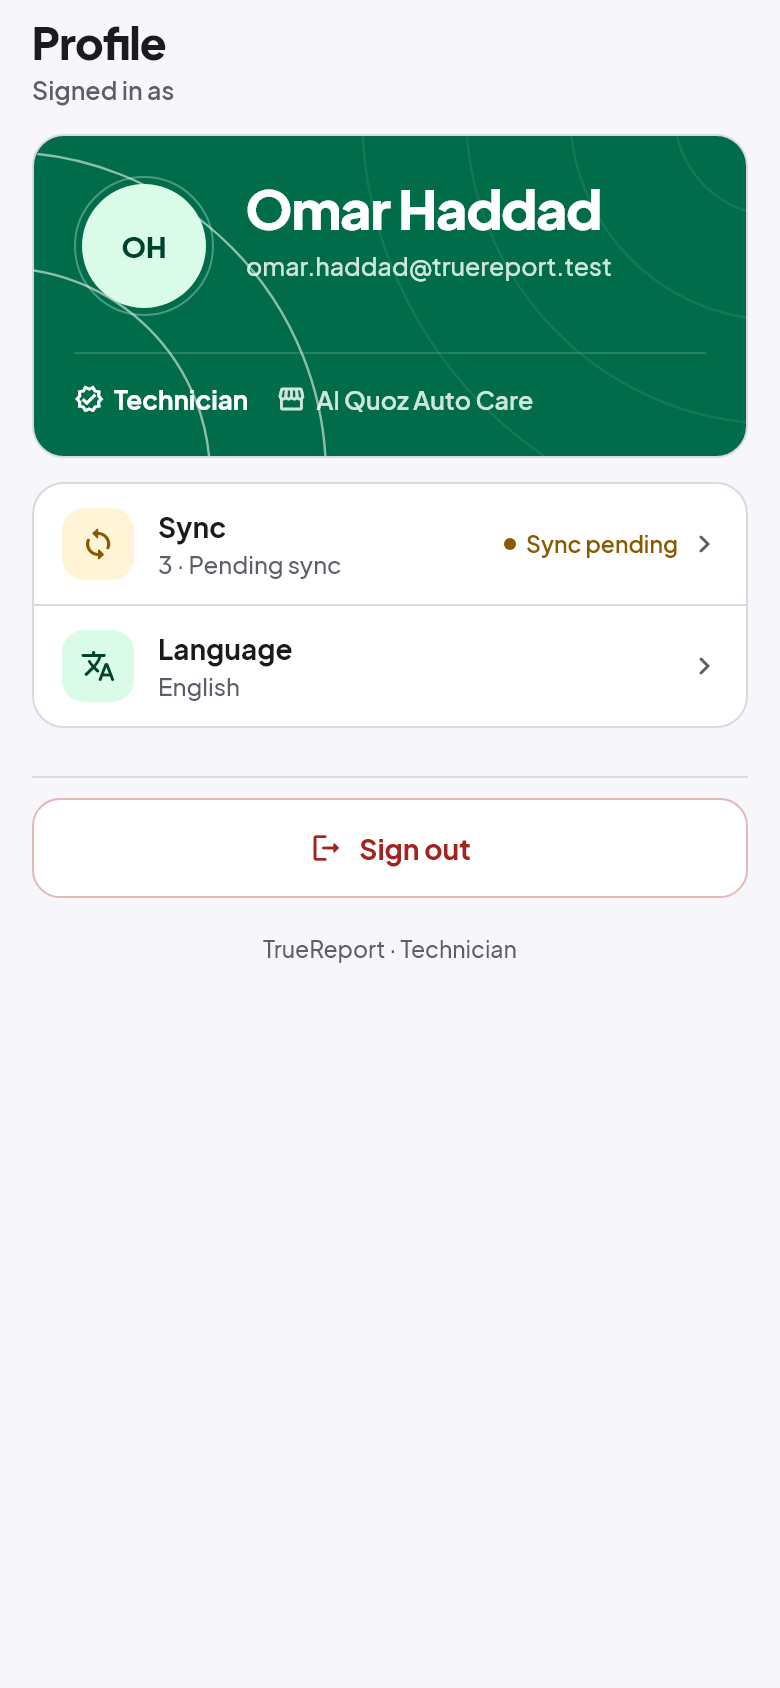 Profile
Signed in as
OH
Omar Haddad
omar.haddad@truereport.test
Technician
Al Quoz Auto Care
Sync
3 · Pending sync
Sync pending
Language
English
Sign out
TrueReport · Technician